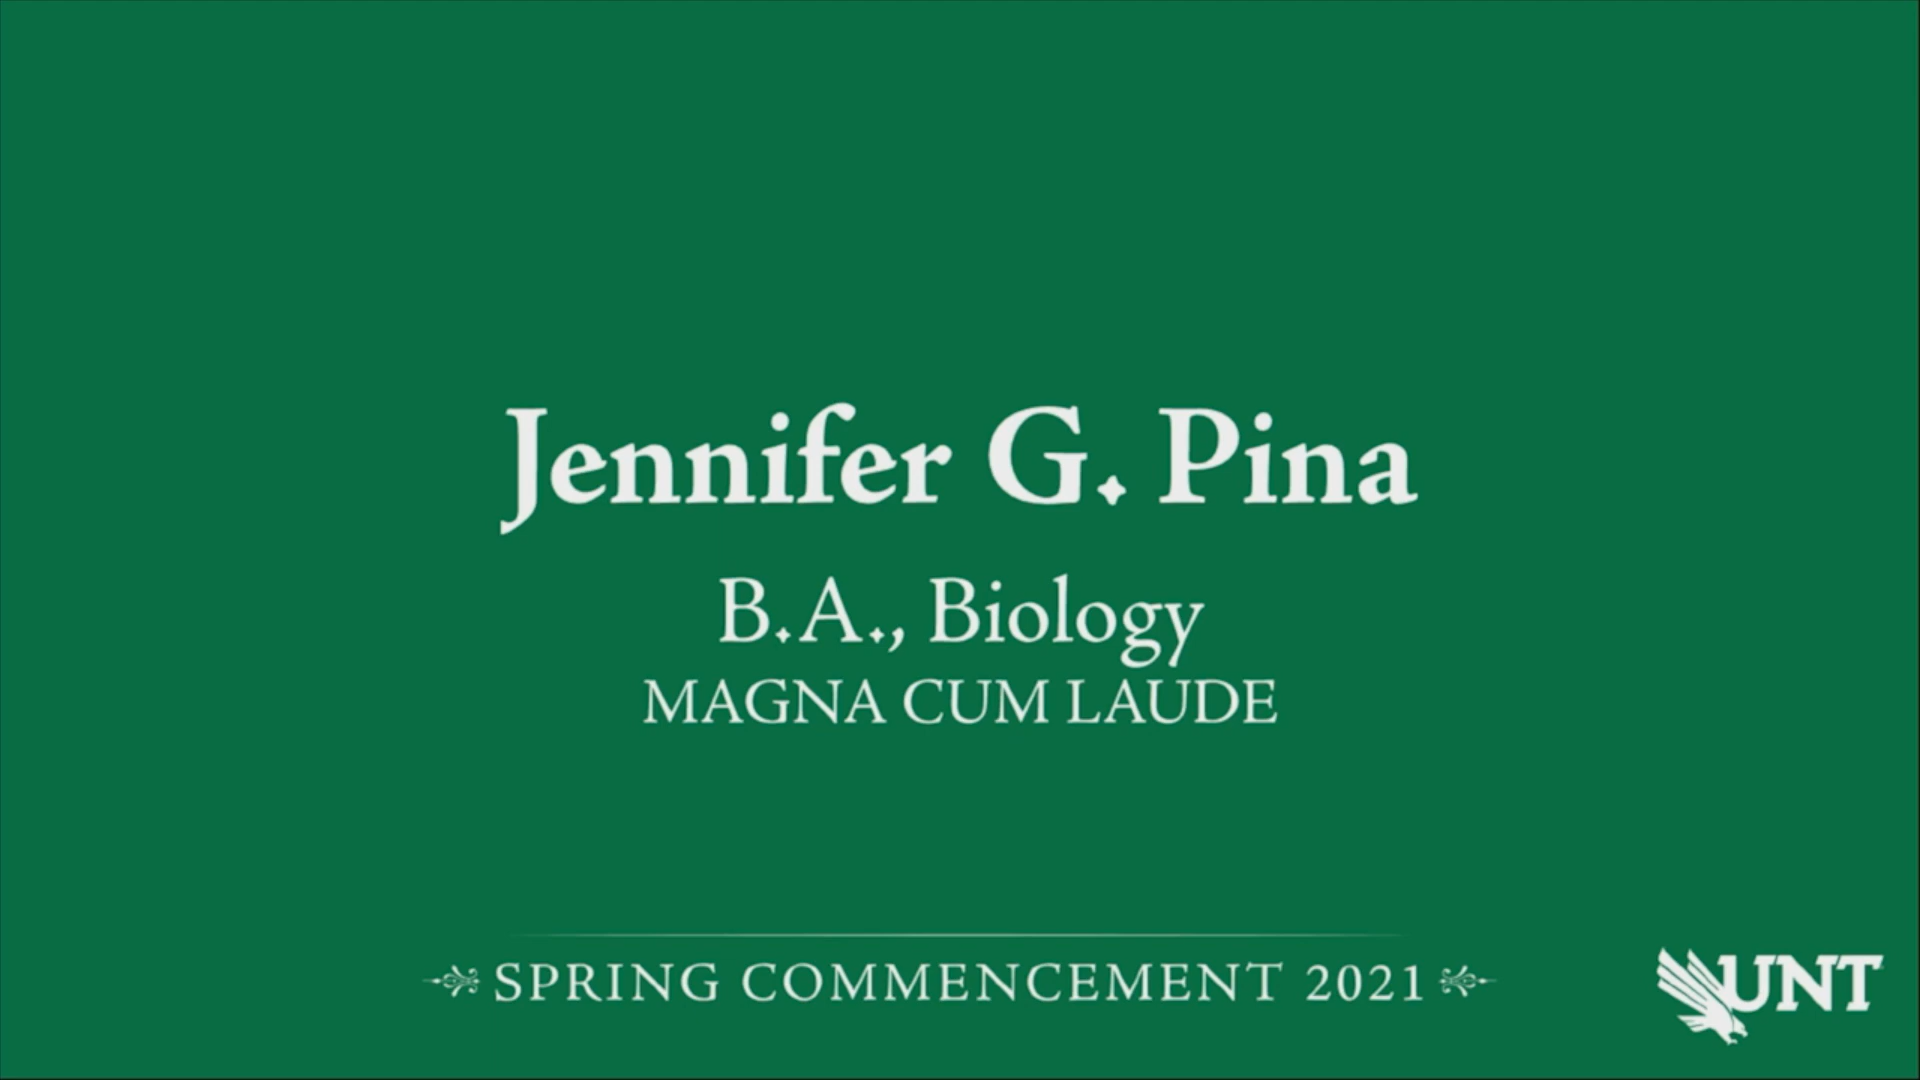 Jennifer G. Pina
B.A., Biology
MAGNA CUM LAUDE
SPRING COMMENCEMENT 2021
UNT